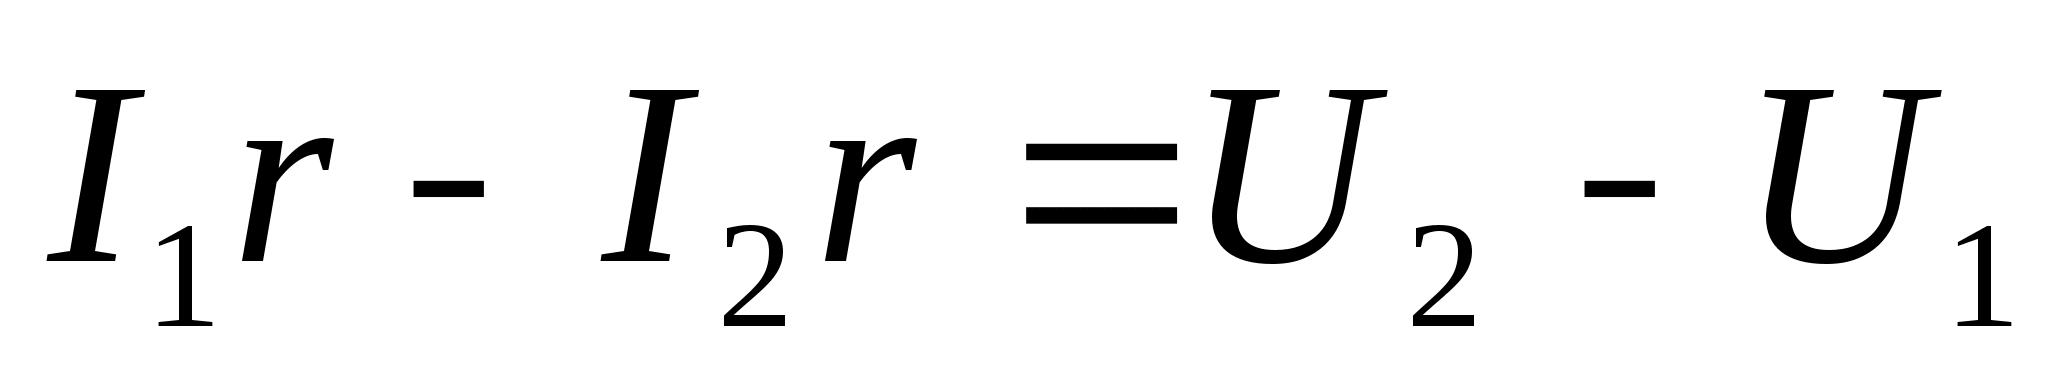 I₁r - I₂r = U₂ - U₁